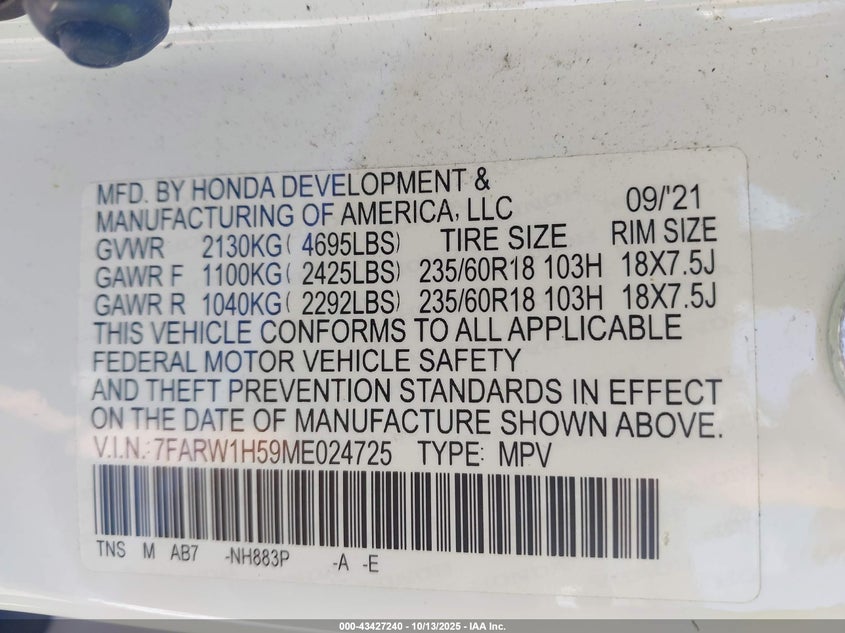 MFD. BY HONDA DEVELOPMENT &
MANUFACTURING OF AMERICA, LLC 09/'21
GVWR 2130KG( 4695LBS) TIRE SIZE RIM SIZE
GAWR F 1100KG( 2425LBS) 235/60R18 103H 18X7.5J
GAWR R 1040KG( 2292LBS) 235/60R18 103H 18X7.5J
THIS VEHICLE CONFORMS TO ALL APPLICABLE
FEDERAL MOTOR VEHICLE SAFETY
AND THEFT PREVENTION STANDARDS IN EFFECT
ON THE DATE OF MANUFACTURE SHOWN ABOVE.
V.I.N.: 7FARW1H59ME024725 TYPE: MPV
TNS M AB7 -NH883P -A -E
000-43427240 | 10/13/2025 - IAA Inc.